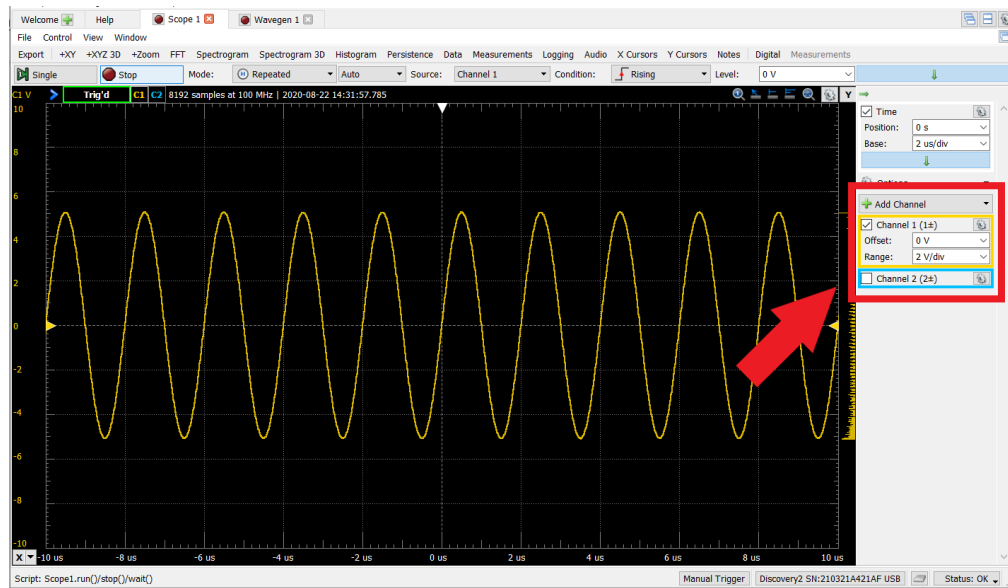 Welcome Help Scope 1 Wavegen 1
File Control View Window
Export +XY +XYZ 3D +Zoom FFT Spectrogram Spectrogram 3D Histogram Persistence Data Measurements Logging Audio X Cursors Y Cursors Notes Digital Measurements
Single Stop Mode: Repeated Auto Source: Channel 1 Condition: Rising Level: 0 V
C1 V Trig'd C1 C2 8192 samples at 100 MHz | 2020-08-22 14:31:57.785 Y
10
8
6
4
2
0
-2
-4
-6
-8
-10
X -10 us -8 us -6 us -4 us -2 us 0 us 2 us 4 us 6 us 8 us 10 us
Time
Position: 0 s
Base: 2 us/div
Options
Add Channel
Channel 1 (1±)
Offset: 0 V
Range: 2 V/div
Channel 2 (2±)
Script: Scope1.run()/stop()/wait() Manual Trigger Discovery2 SN:210321A421AF USB Status: OK